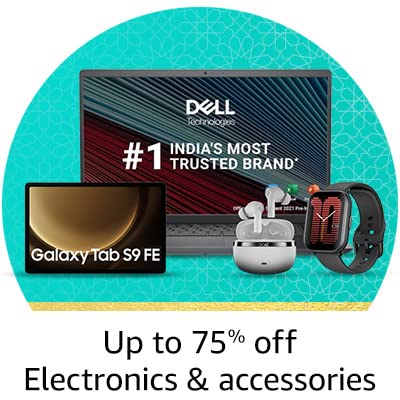 DELL
Technologies
#1 INDIA'S MOST
TRUSTED BRAND*
Galaxy Tab S9 FE
Up to 75% off
Electronics & accessories